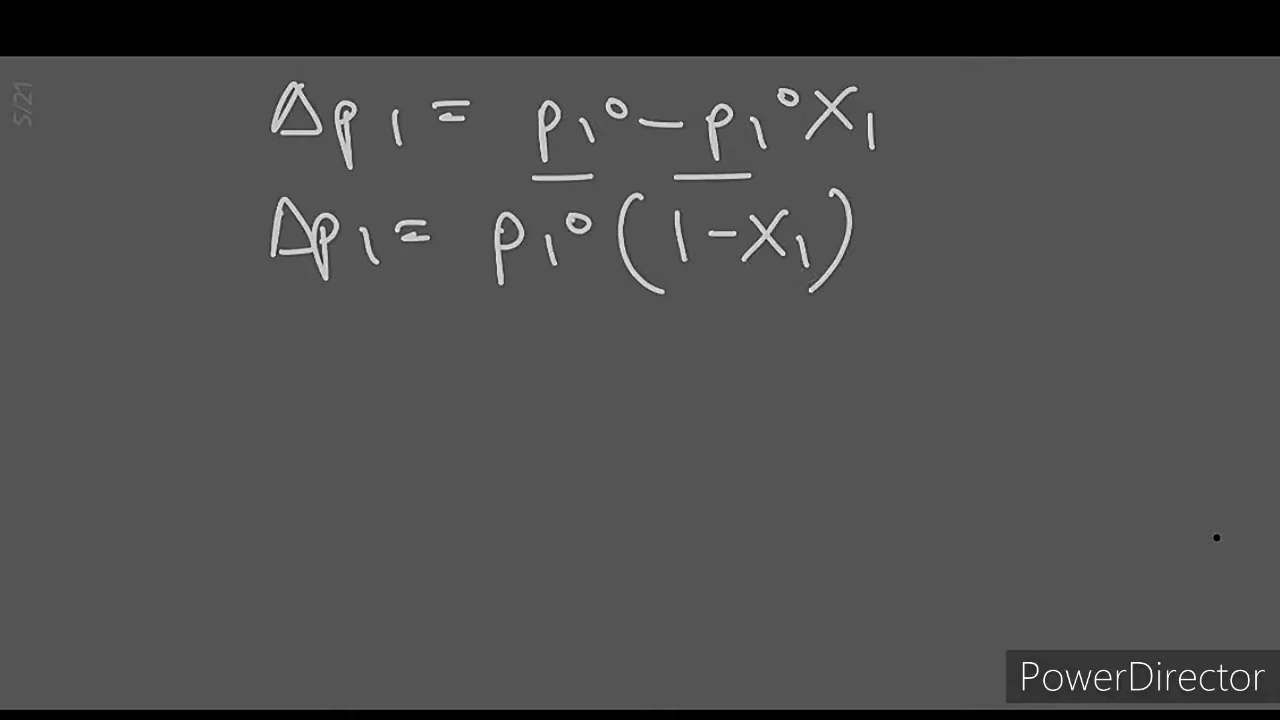 5/21
Δp₁ = p₁° - p₁°X₁
Δp₁ = p₁°(1-X₁)
PowerDirector